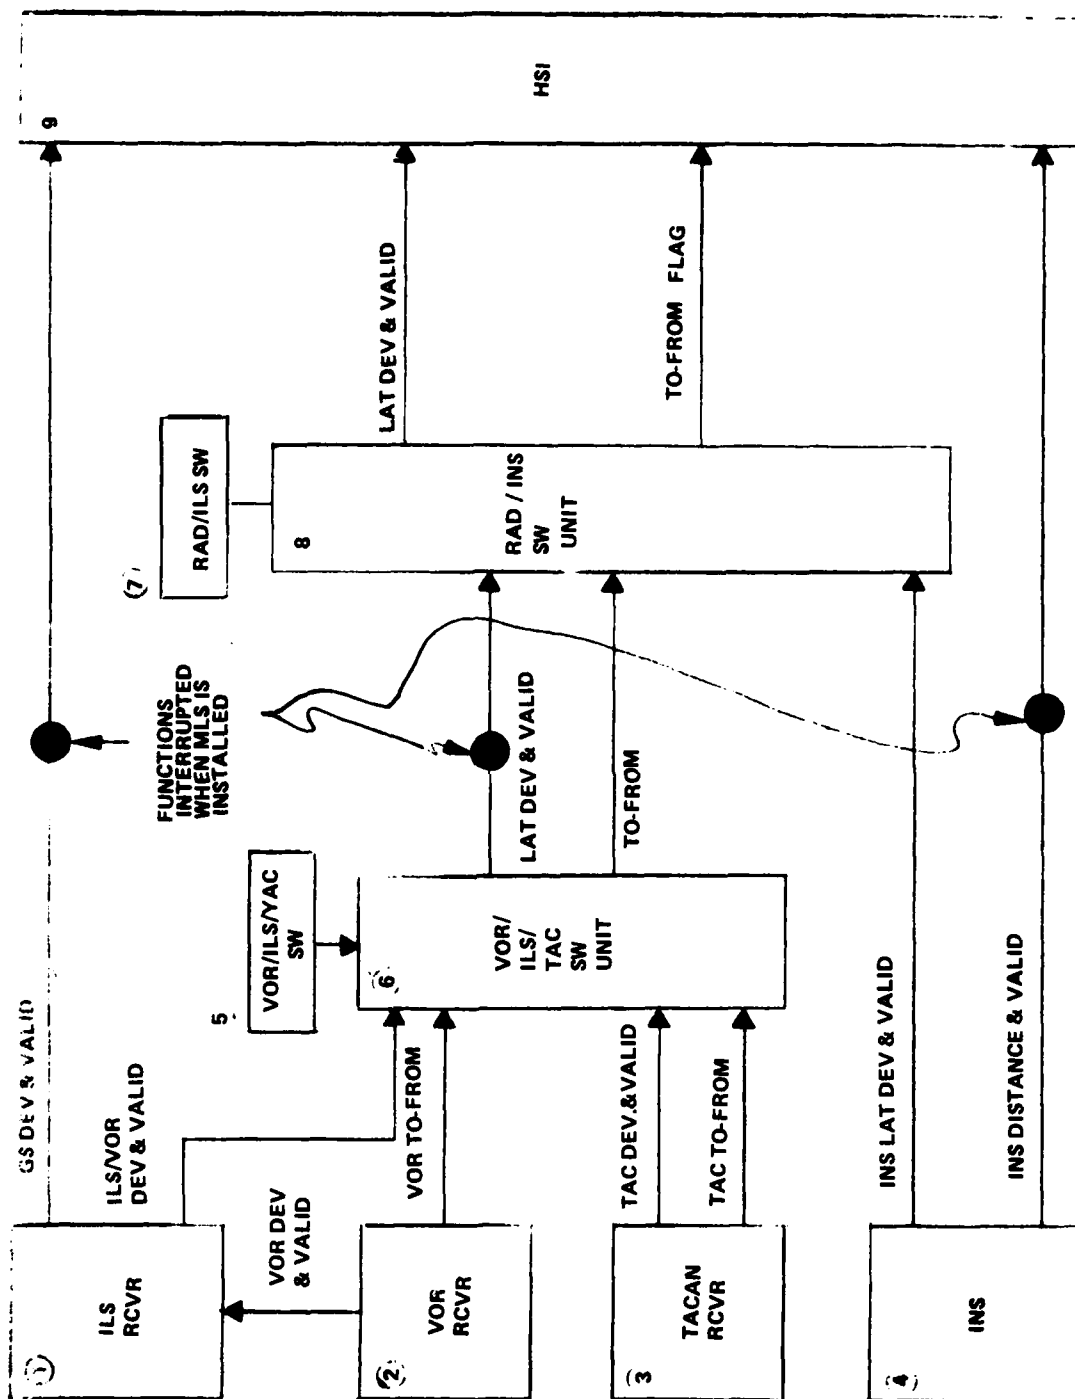 GS DEV & VALID
ILS/VOR
DEV & VALID
1
ILS
RCVR
VOR DEV
& VALID
2
VOR
RCVR
VOR TO-FROM
3
TACAN
RCVR
TAC DEV.&VALID
TAC TO-FROM
4
INS
INS LAT DEV & VALID
INS DISTANCE & VALID
5
VOR/ILS/YAC
SW
6
VOR/
ILS/
TAC
SW
UNIT
LAT DEV & VALID
TO-FROM
FUNCTIONS
INTERRUPTED
WHEN MLS IS
INSTALLED
7
RAD/ILS SW
8
RAD / INS
SW
UNIT
LAT DEV & VALID
TO-FROM FLAG
9
HSI